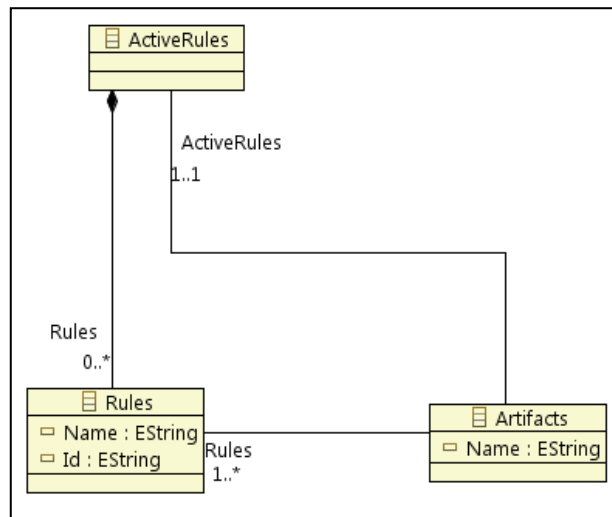 ActiveRules
ActiveRules
1..1
Rules
0..*
Rules
Name : EString
Id : EString
Rules
1..*
Artifacts
Name : EString